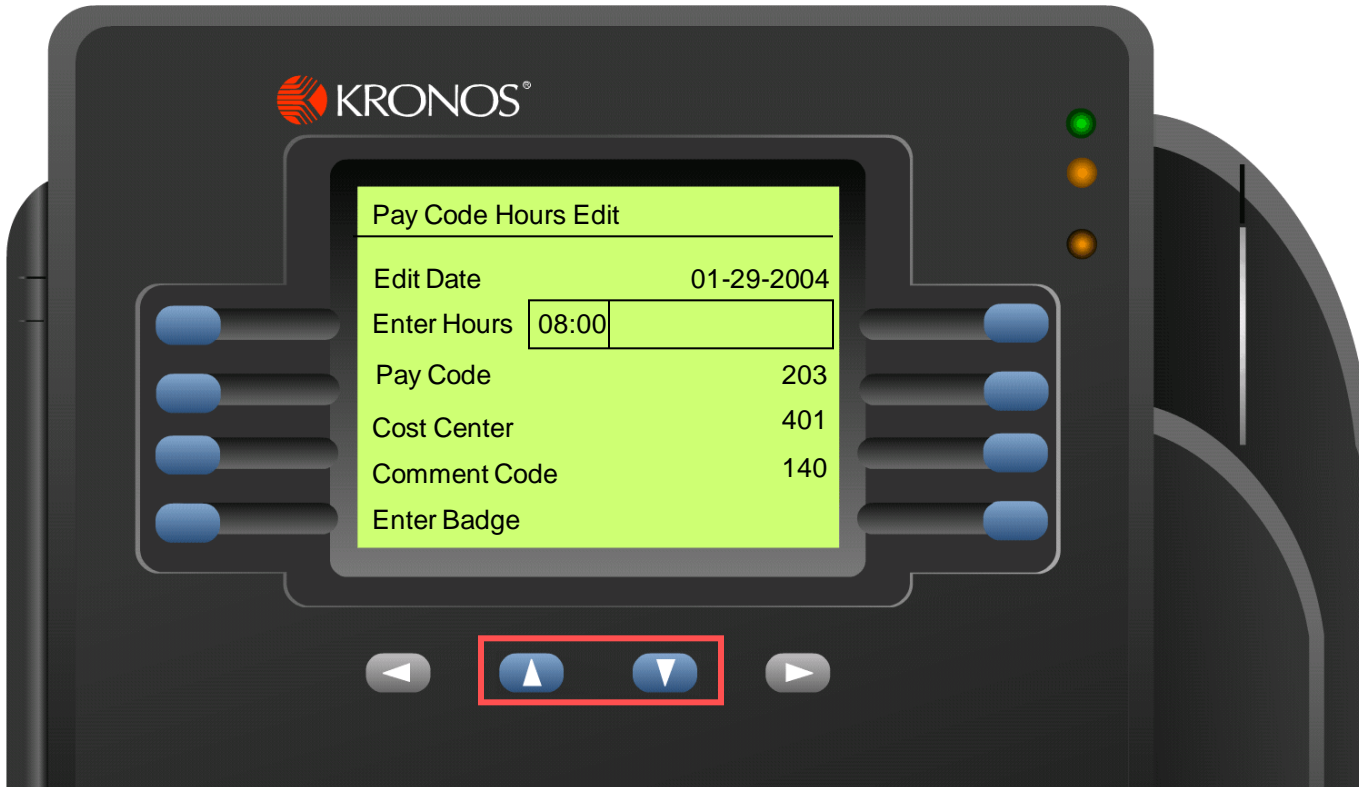 KRONOS®
Pay Code Hours Edit
Edit Date 01-29-2004
Enter Hours 08:00
Pay Code 203
Cost Center 401
Comment Code 140
Enter Badge